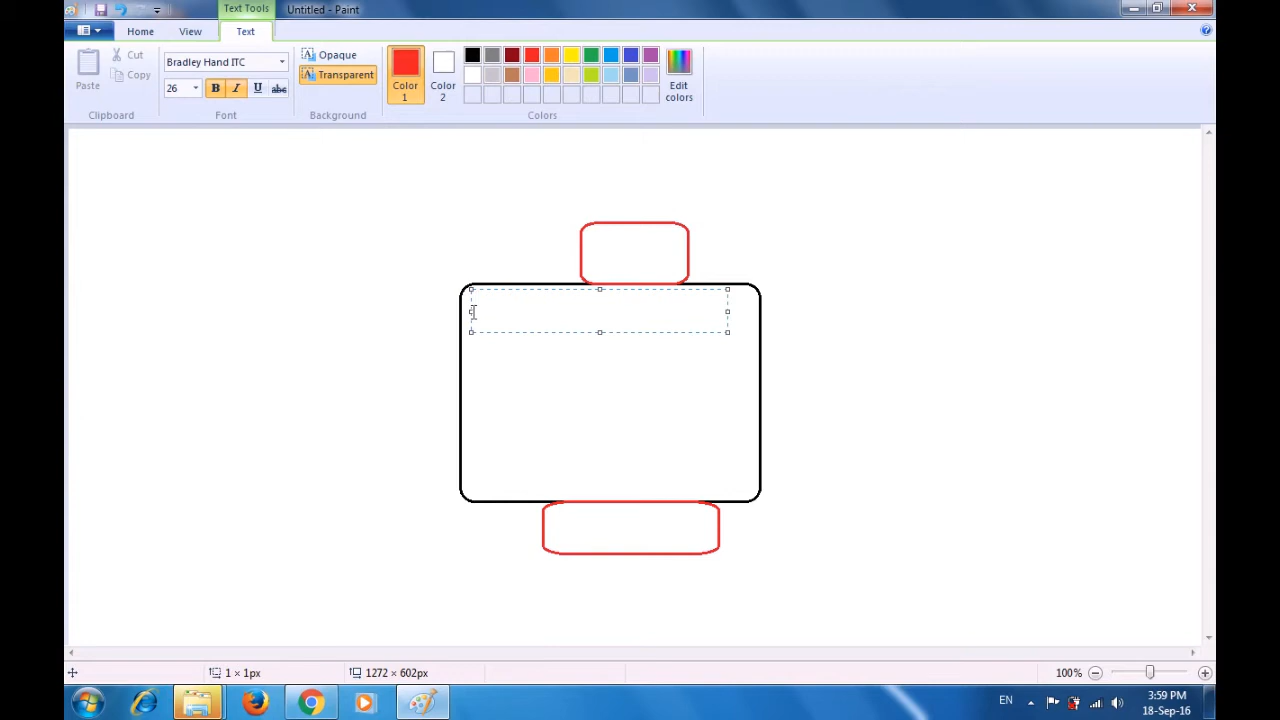 Text Tools
Untitled - Paint
Home View Text
Paste
Cut
Copy
Clipboard
Bradley Hand ITC
26 B I U abc
Font
Opaque
Transparent
Background
Color 1
Color 2
Edit colors
Colors
1 × 1px
1272 × 602px
100%
EN
3:59 PM
18-Sep-16